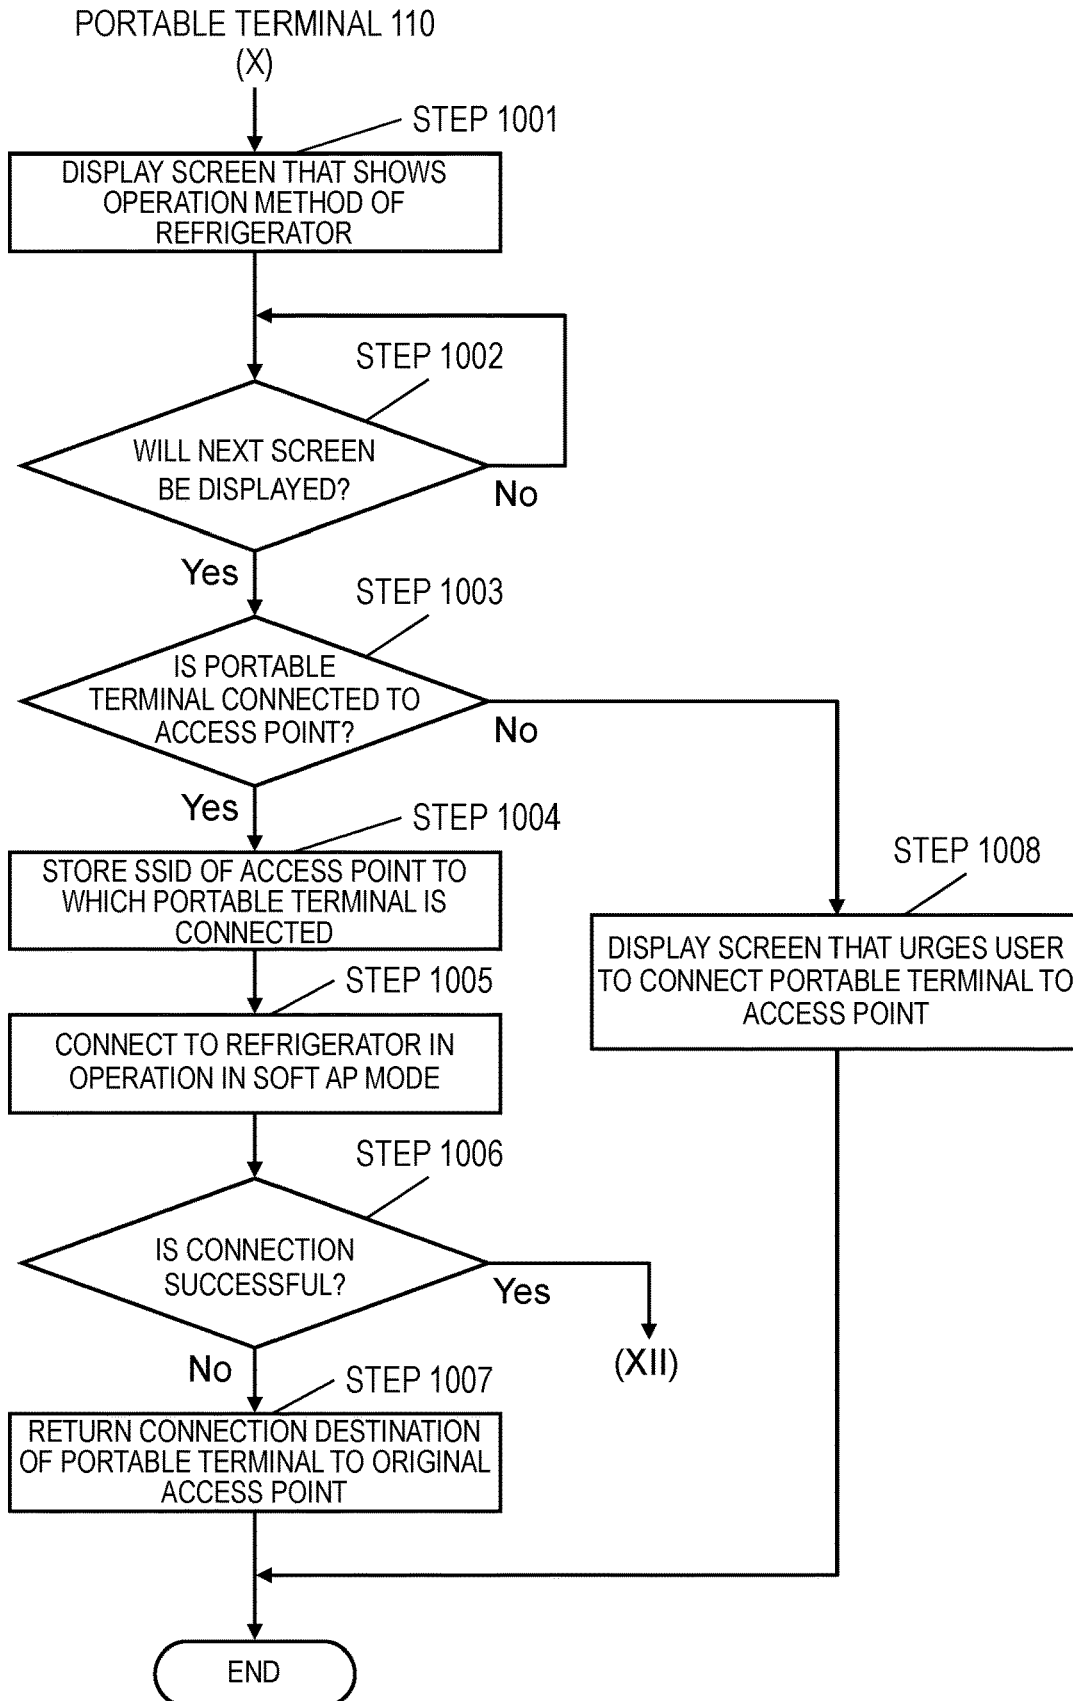 PORTABLE TERMINAL 110
(X)
STEP 1001
DISPLAY SCREEN THAT SHOWS
OPERATION METHOD OF
REFRIGERATOR
STEP 1002
WILL NEXT SCREEN
BE DISPLAYED?
No
Yes
STEP 1003
IS PORTABLE
TERMINAL CONNECTED TO
ACCESS POINT?
No
Yes
STEP 1004
STORE SSID OF ACCESS POINT TO
WHICH PORTABLE TERMINAL IS
CONNECTED
STEP 1008
DISPLAY SCREEN THAT URGES USER
TO CONNECT PORTABLE TERMINAL TO
ACCESS POINT
STEP 1005
CONNECT TO REFRIGERATOR IN
OPERATION IN SOFT AP MODE
STEP 1006
IS CONNECTION
SUCCESSFUL?
Yes
(XII)
No
STEP 1007
RETURN CONNECTION DESTINATION
OF PORTABLE TERMINAL TO ORIGINAL
ACCESS POINT
END